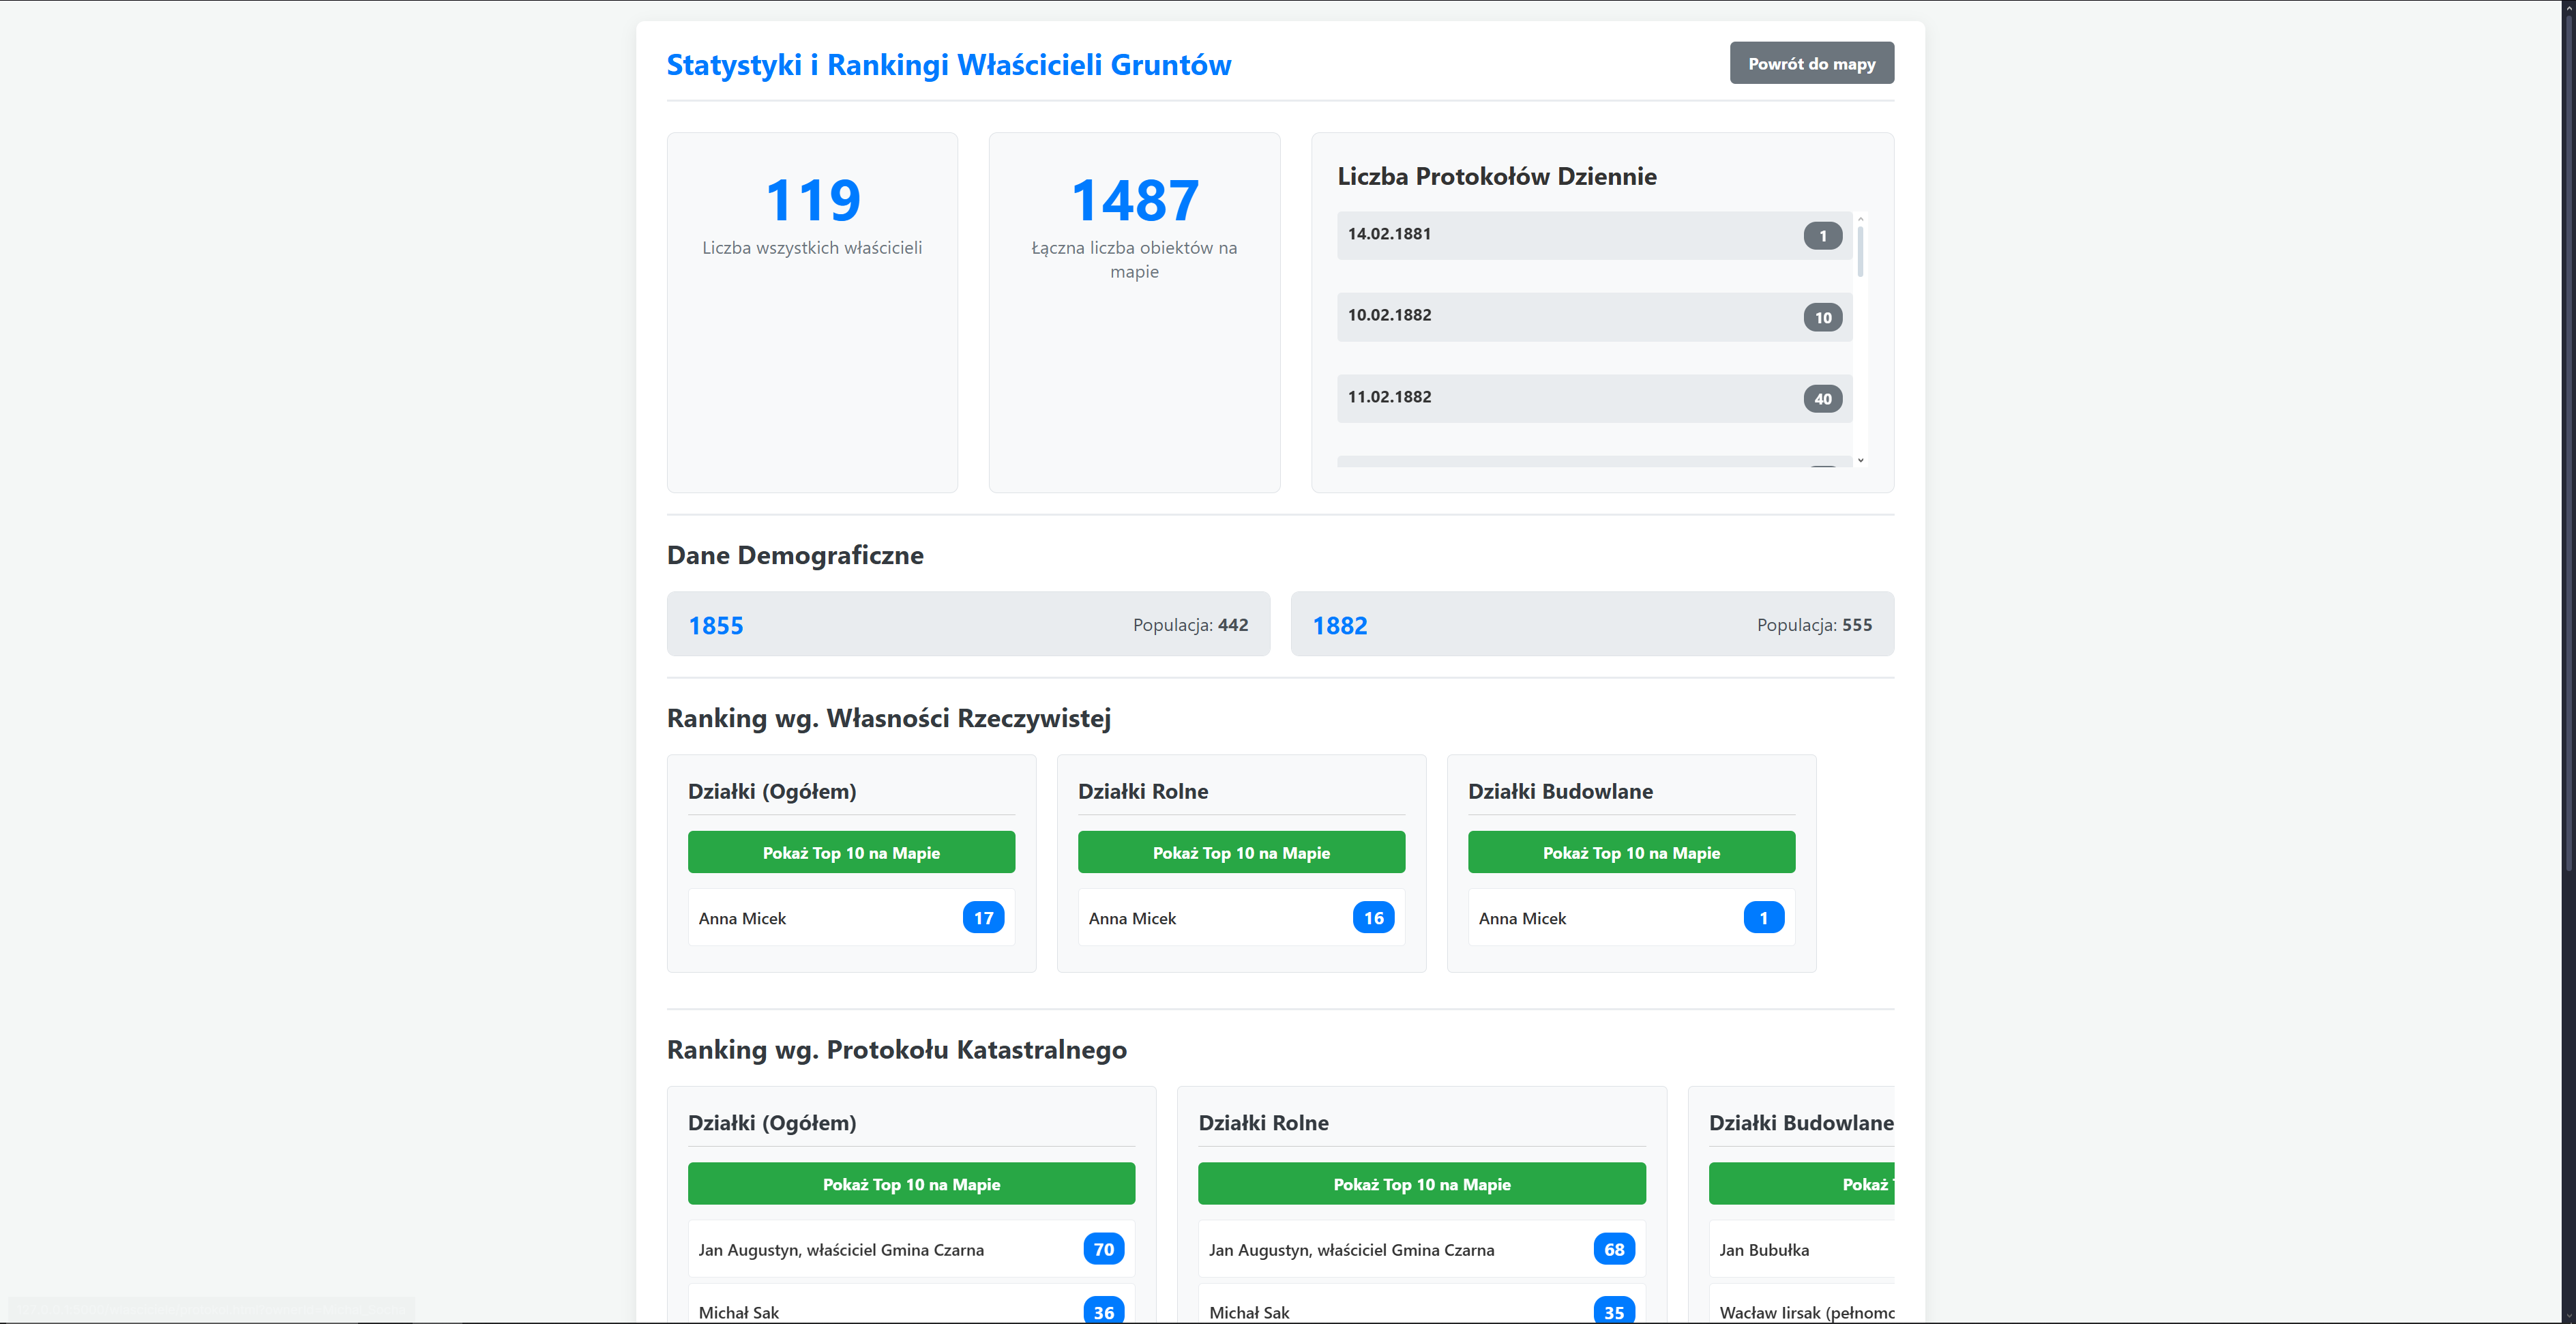 Statystyki i Rankingi Właścicieli Gruntów
Powrót do mapy
119
Liczba wszystkich właścicieli
1487
Łączna liczba obiektów na
mapie
Liczba Protokołów Dziennie
14.02.1881 1
10.02.1882 10
11.02.1882 40
Dane Demograficzne
1855 Populacja: 442
1882 Populacja: 555
Ranking wg. Własności Rzeczywistej
Działki (Ogółem)
Pokaż Top 10 na Mapie
Anna Micek 17
Działki Rolne
Pokaż Top 10 na Mapie
Anna Micek 16
Działki Budowlane
Pokaż Top 10 na Mapie
Anna Micek 1
Ranking wg. Protokołu Katastralnego
Działki (Ogółem)
Pokaż Top 10 na Mapie
Jan Augustyn, właściciel Gmina Czarna 70
Michał Sak 36
Działki Rolne
Pokaż Top 10 na Mapie
Jan Augustyn, właściciel Gmina Czarna 68
Michał Sak 35
Działki Budowlane
Pokaż
Jan Bubułka
Wacław Iirsak (pełnomo